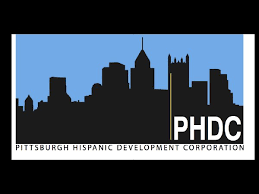 PHDC
PITTSBURGH HISPANIC DEVELOPMENT CORPORATION